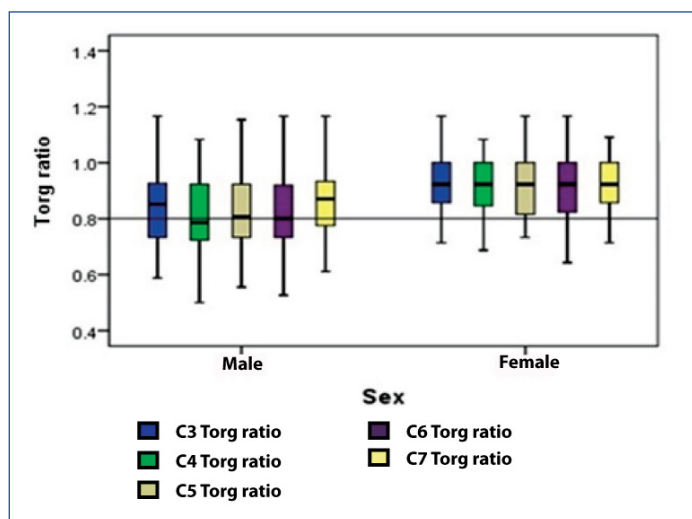 1.4
1.2
1.0
0.8
0.6
0.4
Torg ratio
Male Female
Sex
C3 Torg ratio
C4 Torg ratio
C5 Torg ratio
C6 Torg ratio
C7 Torg ratio